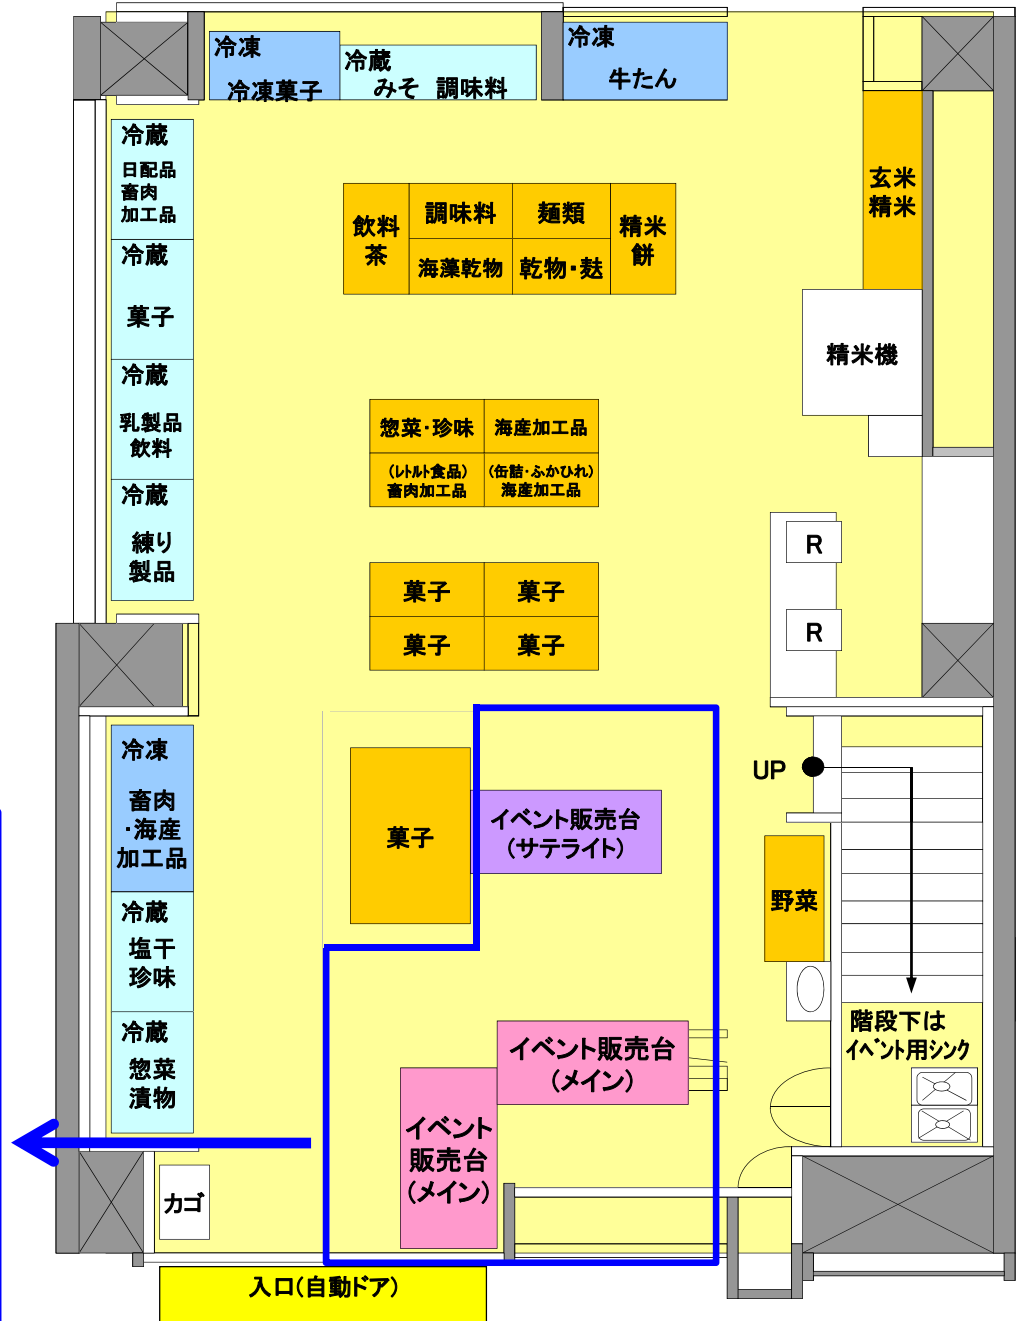 冷凍
冷凍菓子
冷蔵
みそ 調味料
冷凍
牛たん
冷蔵
日配品
畜肉
加工品
冷蔵
菓子
冷蔵
乳製品
飲料
冷蔵
練り
製品
飲料
茶
調味料
麺類
海藻乾物
乾物・麩
精米
餅
玄米
精米
精米機
惣菜・珍味
海産加工品
(レトルト食品)
畜肉加工品
(缶詰・ふかひれ)
海産加工品
R
R
菓子
菓子
菓子
菓子
冷凍
畜肉
・海産
加工品
冷蔵
塩干
珍味
冷蔵
惣菜
漬物
菓子
イベント販売台
(サテライト)
UP
野菜
階段下は
イベント用シンク
イベント販売台
(メイン)
イベント
販売台
(メイン)
カゴ
入口(自動ドア)